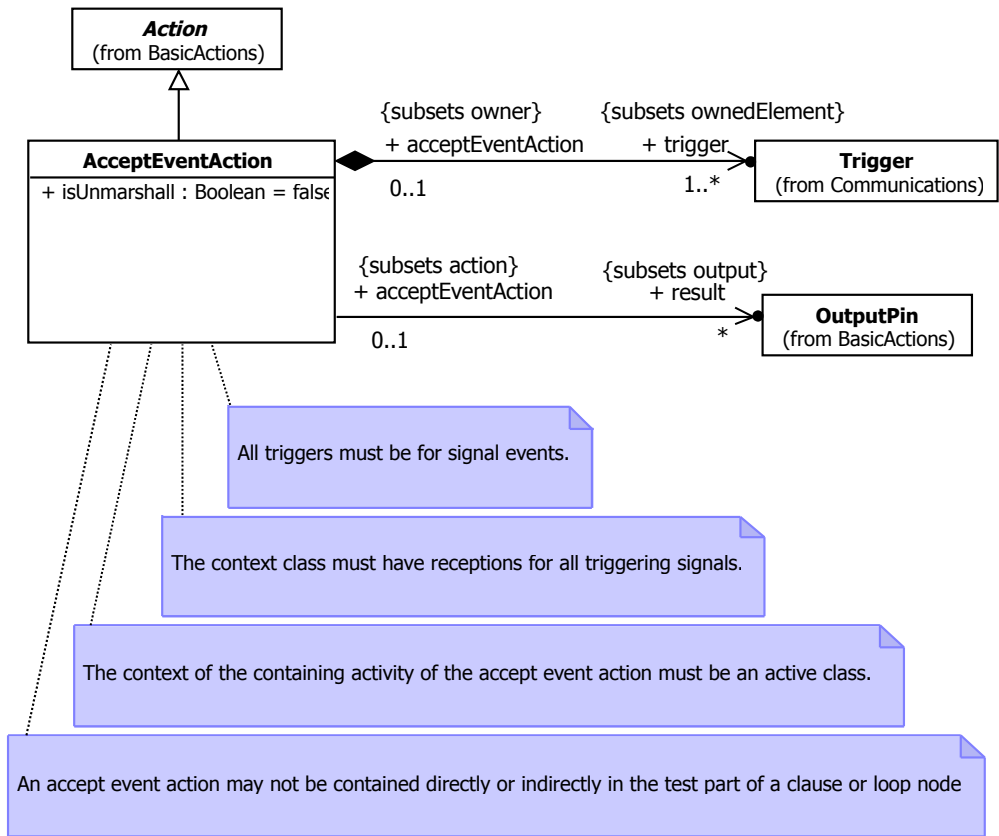 Action
(from BasicActions)
{subsets owner}
{subsets ownedElement}
+ acceptEventAction
+ trigger
AcceptEventAction
Trigger
(from Communications)
+ isUnmarshall : Boolean = false
0..1
1..*
{subsets action}
{subsets output}
+ acceptEventAction
+ result
OutputPin
(from BasicActions)
0..1
*
All triggers must be for signal events.
The context class must have receptions for all triggering signals.
The context of the containing activity of the accept event action must be an active class.
An accept event action may not be contained directly or indirectly in the test part of a clause or loop node